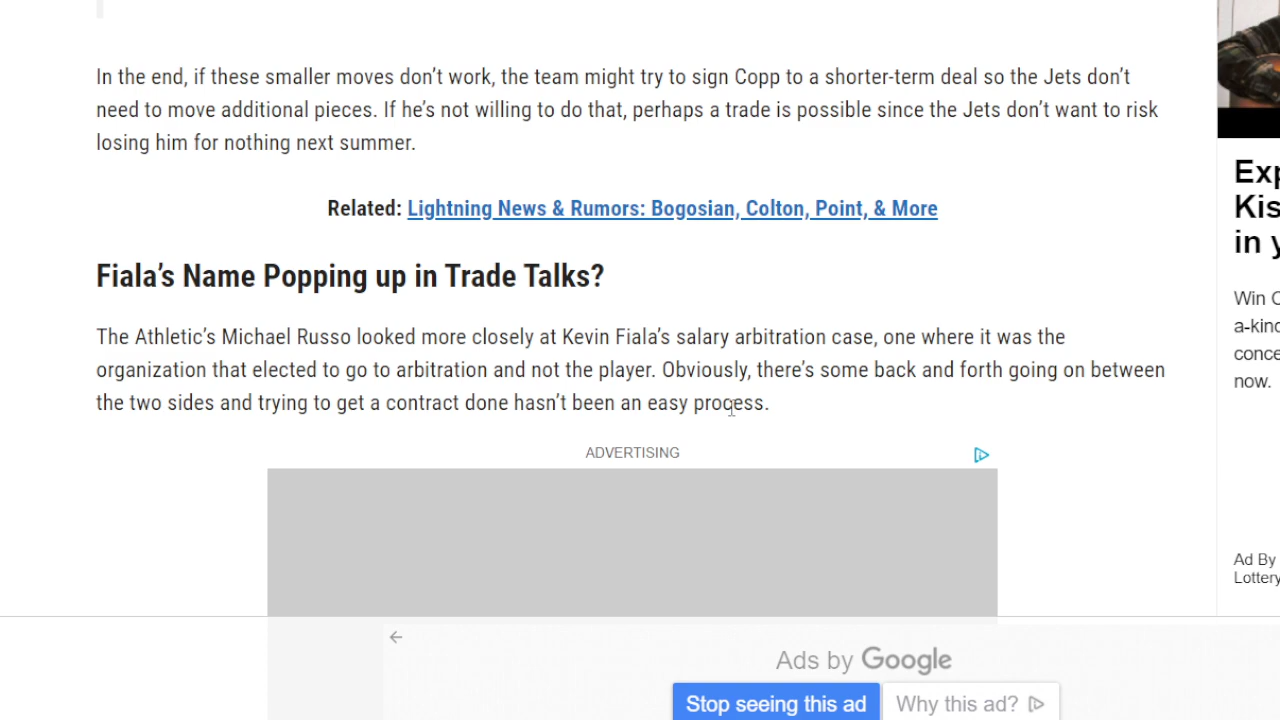 In the end, if these smaller moves don’t work, the team might try to sign Copp to a shorter-term deal so the Jets don’t
need to move additional pieces. If he’s not willing to do that, perhaps a trade is possible since the Jets don’t want to risk
losing him for nothing next summer.
Related: Lightning News & Rumors: Bogosian, Colton, Point, & More
Fiala’s Name Popping up in Trade Talks?
The Athletic’s Michael Russo looked more closely at Kevin Fiala’s salary arbitration case, one where it was the
organization that elected to go to arbitration and not the player. Obviously, there’s some back and forth going on between
the two sides and trying to get a contract done hasn’t been an easy process.
ADVERTISING
Ads by Google
Stop seeing this ad
Why this ad?
Exp
Kis
in y
Win C
a-kind
conce
now.
Ad By
Lottery